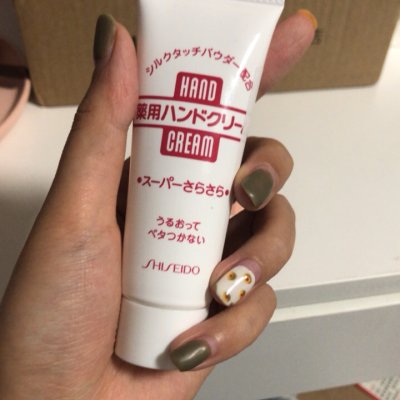 シルクタッチパウダー配合
HAND
薬用ハンドクリーム
CREAM
•スーパーさらさら•
うるおって
ベタつかない
SHISEIDO